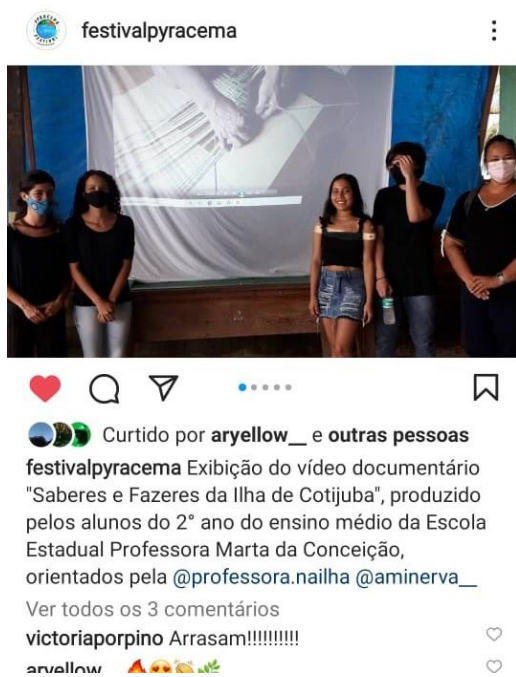 festivalpyracema
Curtido por aryellow__ e outras pessoas
festivalpyracema Exibição do vídeo documentário
"Saberes e Fazeres da Ilha de Cotijuba", produzido
pelos alunos do 2° ano do ensino médio da Escola
Estadual Professora Marta da Conceição,
orientados pela @professora.nailha @aminerva__
Ver todos os 3 comentários
victoriaporpino Arrasam!!!!!!!!!!
aryellow__ 🔥😍👏🌿